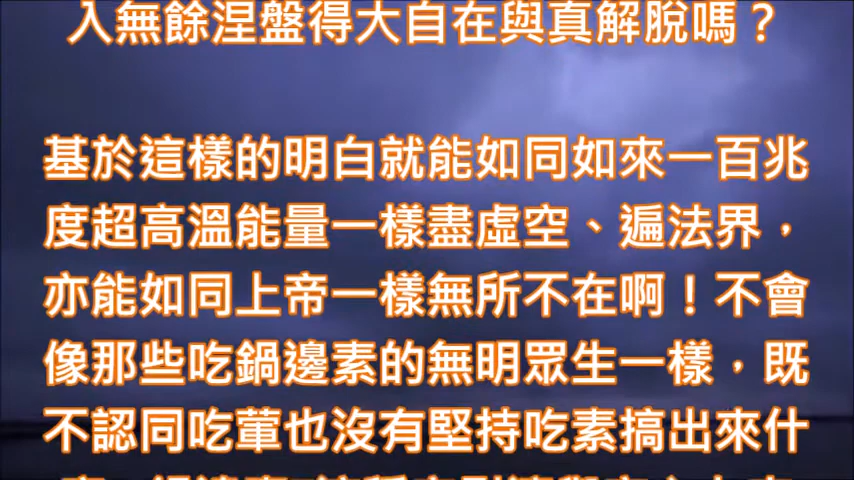 入無餘涅盤得大自在與真解脫嗎？
基於這樣的明白就能如同如來一百兆
度超高溫能量一樣盡虛空、遍法界，
亦能如同上帝一樣無所不在啊！不會
像那些吃鍋邊素的無明眾生一樣，既
不認同吃葷也沒有堅持吃素搞出來什